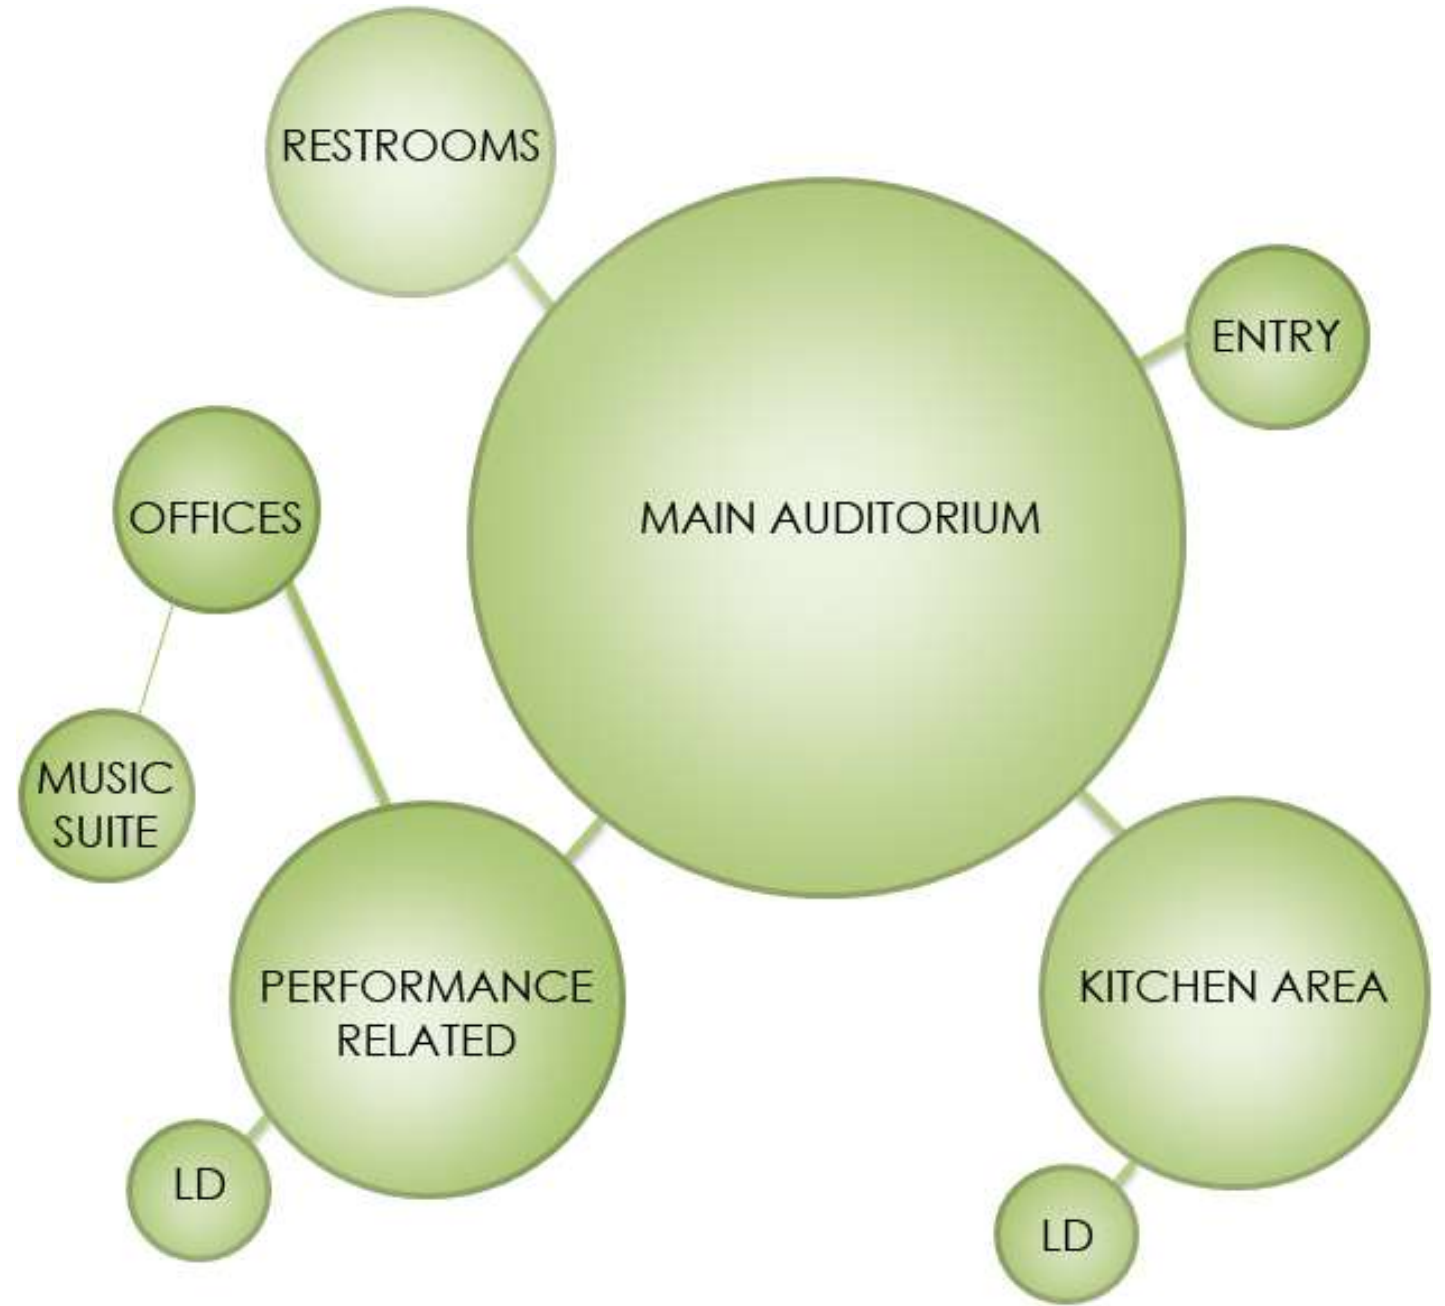 RESTROOMS
ENTRY
MAIN AUDITORIUM
OFFICES
MUSIC
SUITE
PERFORMANCE
RELATED
KITCHEN AREA
LD
LD